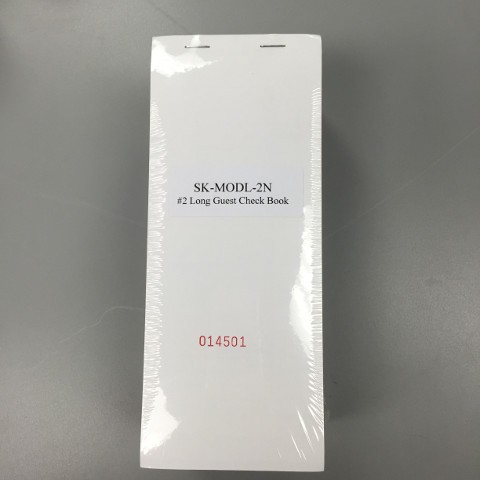 SK-MODL-2N
#2 Long Guest Check Book
014501